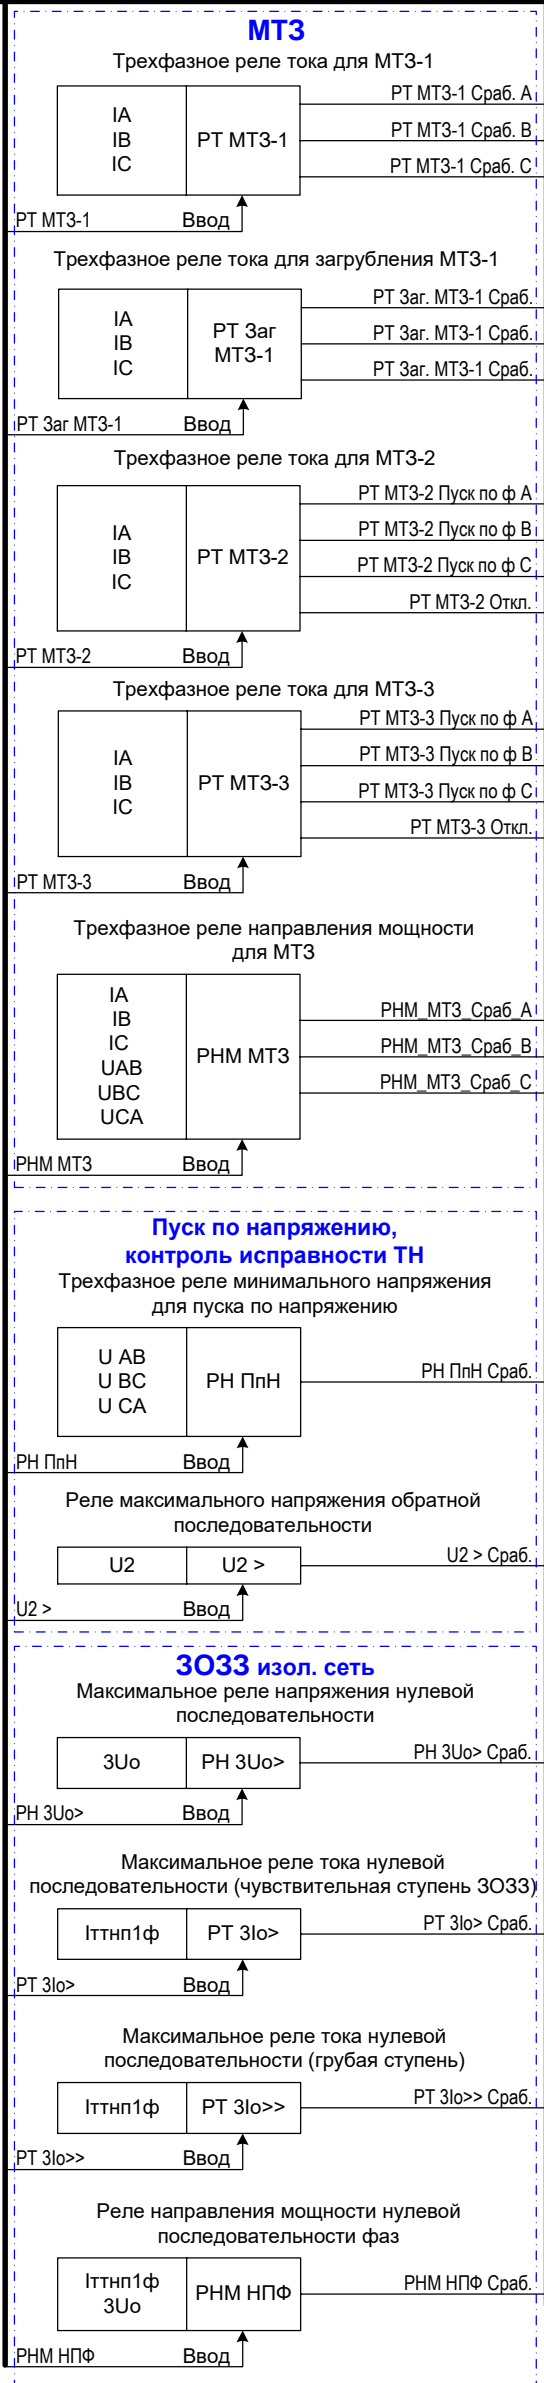 МТЗ
Трехфазное реле тока для МТЗ-1
IA
IB
IC
РТ МТЗ-1
РТ МТЗ-1 Сраб. А
РТ МТЗ-1 Сраб. В
РТ МТЗ-1 Сраб. С
РТ МТЗ-1
Ввод
Трехфазное реле тока для загрубления МТЗ-1
IA
IB
IC
РТ Заг
МТЗ-1
РТ Заг. МТЗ-1 Сраб.
РТ Заг. МТЗ-1 Сраб.
РТ Заг. МТЗ-1 Сраб.
РТ Заг МТЗ-1
Ввод
Трехфазное реле тока для МТЗ-2
IA
IB
IC
РТ МТЗ-2
РТ МТЗ-2 Пуск по ф А
РТ МТЗ-2 Пуск по ф В
РТ МТЗ-2 Пуск по ф С
РТ МТЗ-2 Откл.
РТ МТЗ-2
Ввод
Трехфазное реле тока для МТЗ-3
IA
IB
IC
РТ МТЗ-3
РТ МТЗ-3 Пуск по ф А
РТ МТЗ-3 Пуск по ф В
РТ МТЗ-3 Пуск по ф С
РТ МТЗ-3 Откл.
РТ МТЗ-3
Ввод
Трехфазное реле направления мощности
для МТЗ
IA
IB
IC
UAB
UBC
UCA
РНМ МТЗ
РНМ_МТЗ_Сраб_А
РНМ_МТЗ_Сраб_В
РНМ_МТЗ_Сраб_С
РНМ МТЗ
Ввод
Пуск по напряжению,
контроль исправности ТН
Трехфазное реле минимального напряжения
для пуска по напряжению
U AB
U BC
U CA
РН ПпН
РН ПпН Сраб.
РН ПпН
Ввод
Реле максимального напряжения обратной
последовательности
U2
U2 >
U2 > Сраб.
U2 >
Ввод
ЗОЗЗ изол. сеть
Максимальное реле напряжения нулевой
последовательности
3Uo
РН 3Uo>
РН 3Uo> Сраб.
РН 3Uo>
Ввод
Максимальное реле тока нулевой
последовательности (чувствительная ступень ЗОЗЗ)
Iттнп1ф
РТ 3Io>
РТ 3Io> Сраб.
РТ 3Io>
Ввод
Максимальное реле тока нулевой
последовательности (грубая ступень)
Iттнп1ф
РТ 3Io>>
РТ 3Io>> Сраб.
РТ 3Io>>
Ввод
Реле направления мощности нулевой
последовательности фаз
Iттнп1ф
3Uo
РНМ НПФ
РНМ НПФ Сраб.
РНМ НПФ
Ввод